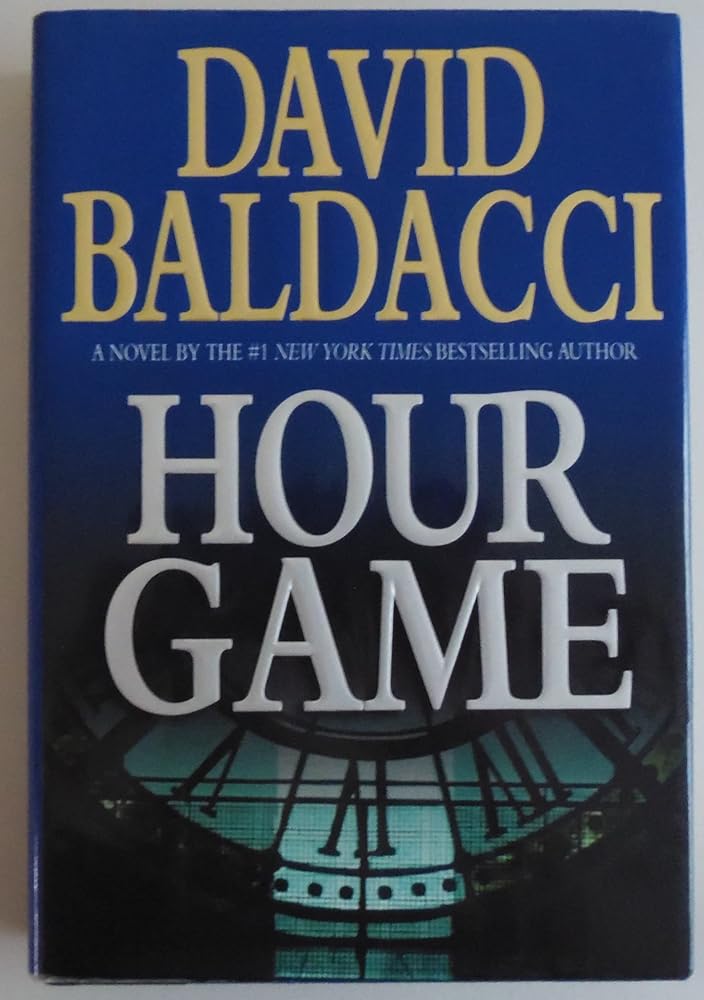 DAVID
BALDACCI
A NOVEL BY THE #1 NEW YORK TIMES BESTSELLING AUTHOR
HOUR
GAME